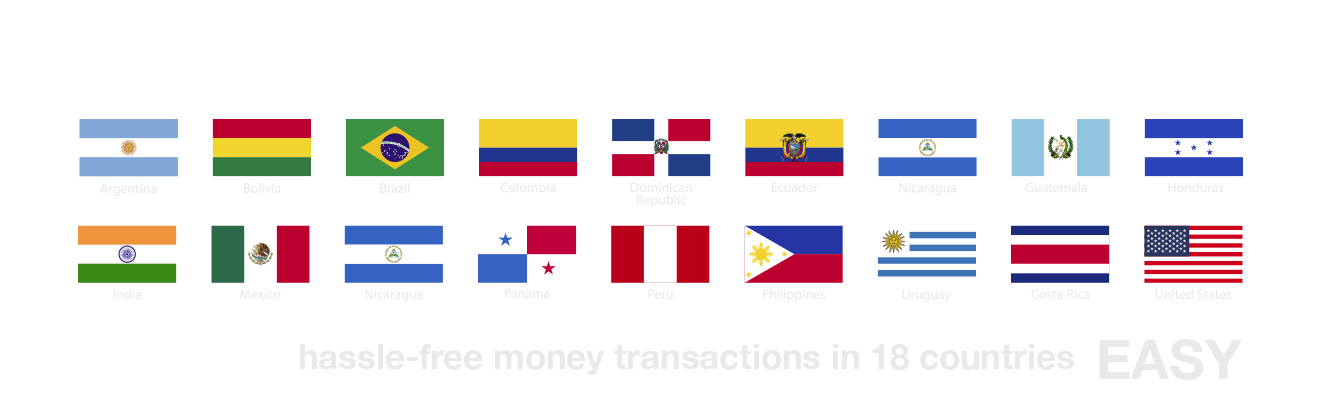 Argentina
Bolivia
Brazil
Colombia
Dominican
Republic
Ecuador
Nicaragua
Guatemala
Honduras
India
Mexico
Nicaragua
Panama
Peru
Philippines
Uruguay
Costa Rica
United States
hassle-free money transactions in 18 countries EASY